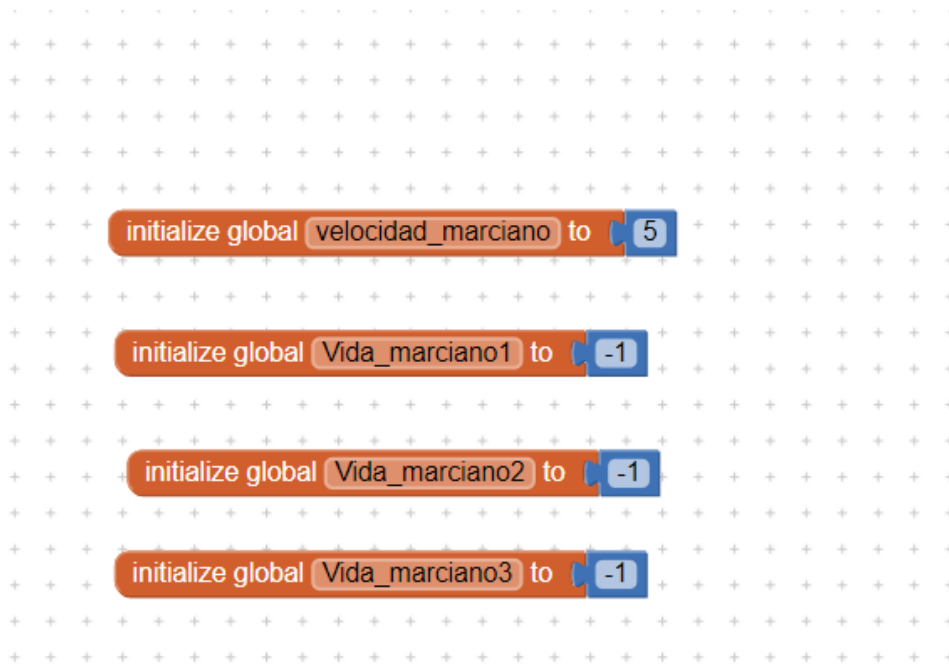 initialize global velocidad_marciano to 5
initialize global Vida_marciano1 to -1
initialize global Vida_marciano2 to -1
initialize global Vida_marciano3 to -1